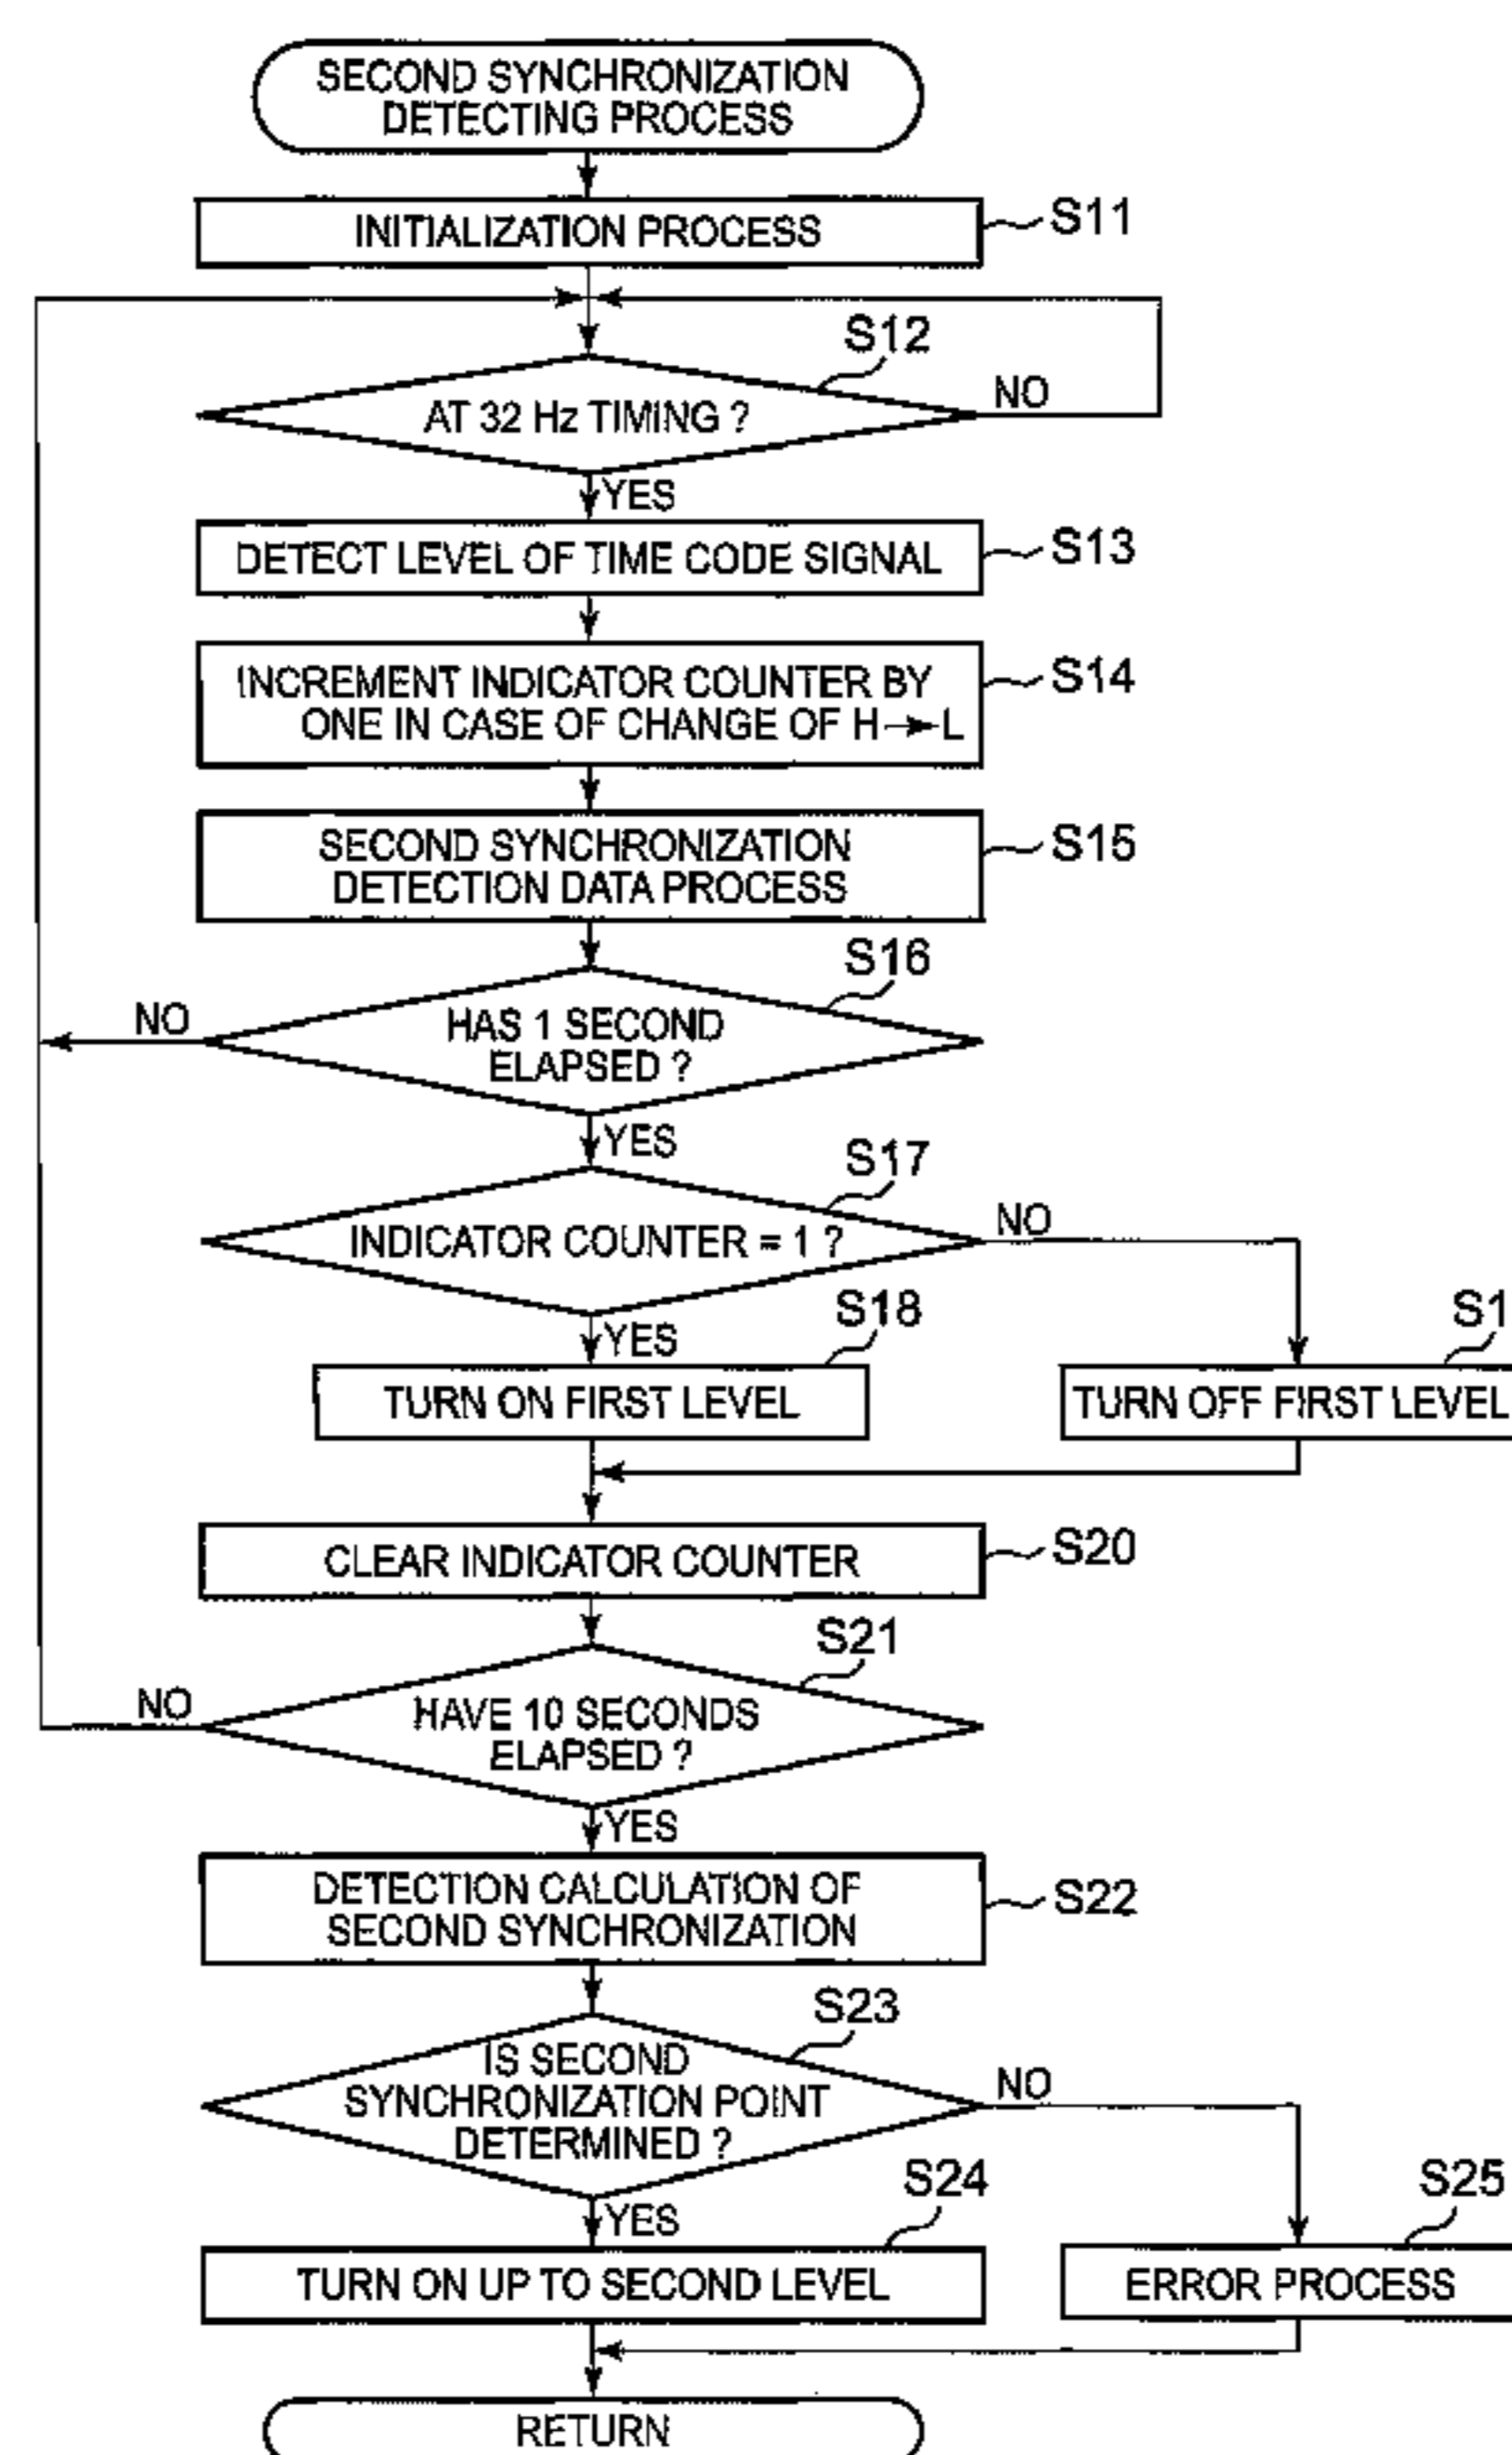 SECOND SYNCHRONIZATION
DETECTING PROCESS
INITIALIZATION PROCESS
S11
S12
AT 32 Hz TIMING ?
NO
YES
DETECT LEVEL OF TIME CODE SIGNAL
S13
INCREMENT INDICATOR COUNTER BY
ONE IN CASE OF CHANGE OF H→L
S14
SECOND SYNCHRONIZATION
DETECTION DATA PROCESS
S15
S16
HAS 1 SECOND
ELAPSED ?
NO
YES
S17
INDICATOR COUNTER = 1 ?
NO
YES
S18
TURN ON FIRST LEVEL
S1
TURN OFF FIRST LEVEL
CLEAR INDICATOR COUNTER
S20
S21
HAVE 10 SECONDS
ELAPSED ?
NO
YES
DETECTION CALCULATION OF
SECOND SYNCHRONIZATION
S22
S23
IS SECOND
SYNCHRONIZATION POINT
DETERMINED ?
NO
YES
S24
TURN ON UP TO SECOND LEVEL
S25
ERROR PROCESS
RETURN